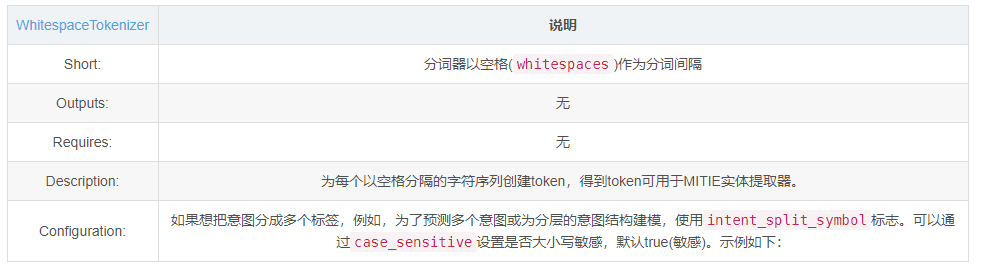 WhitespaceTokenizer 说明
Short: 分词器以空格( whitespaces )作为分词间隔
Outputs: 无
Requires: 无
Description: 为每个以空格分隔的字符序列创建token，得到token可用于MITIE实体提取器。
Configuration: 如果想把意图分成多个标签，例如，为了预测多个意图或为分层的意图结构建模，使用 intent_split_symbol 标志。可以通
过 case_sensitive 设置是否大小写敏感，默认true(敏感)。示例如下：